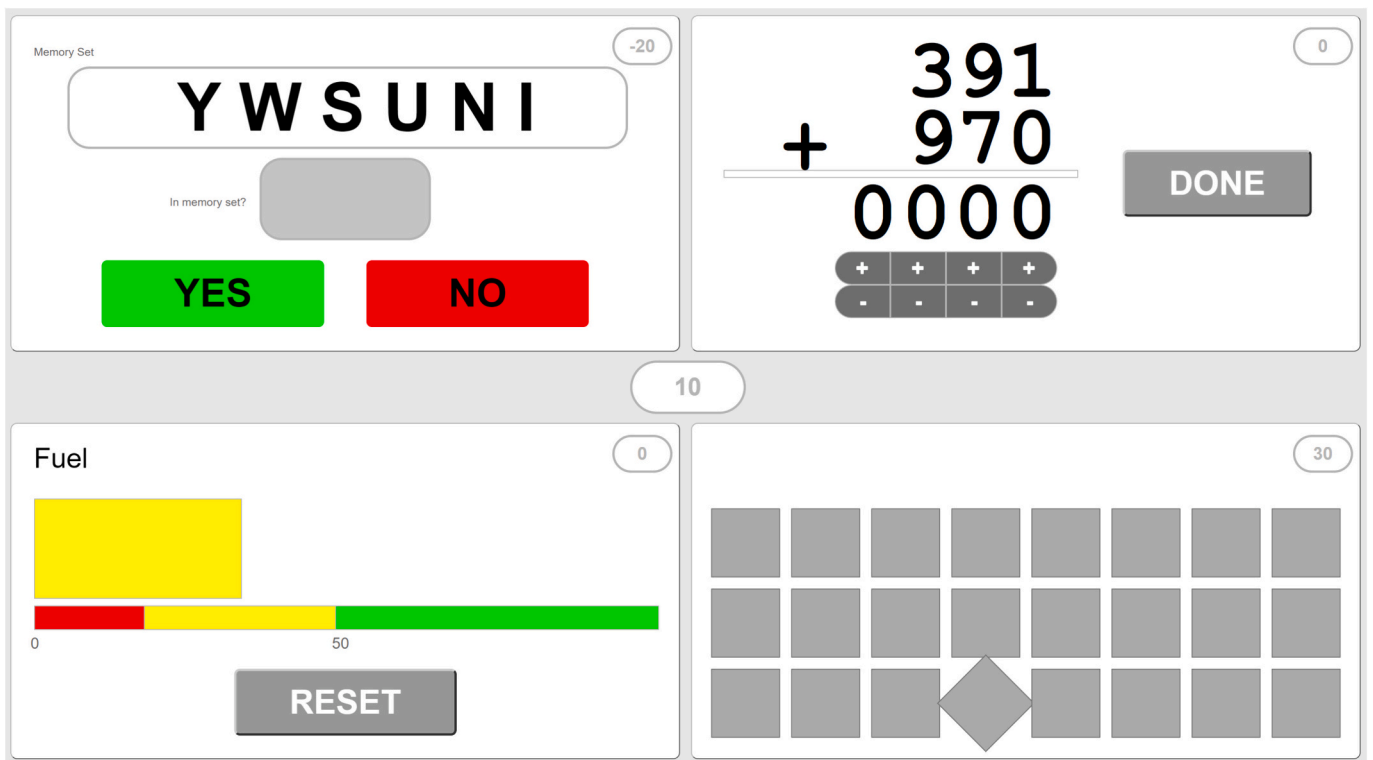 Memory Set
-20
Y W S U N I
In memory set?
YES NO
0
391
+ 970
0000
+ + + +
- - - -
DONE
10
Fuel
0
0 50
RESET
30